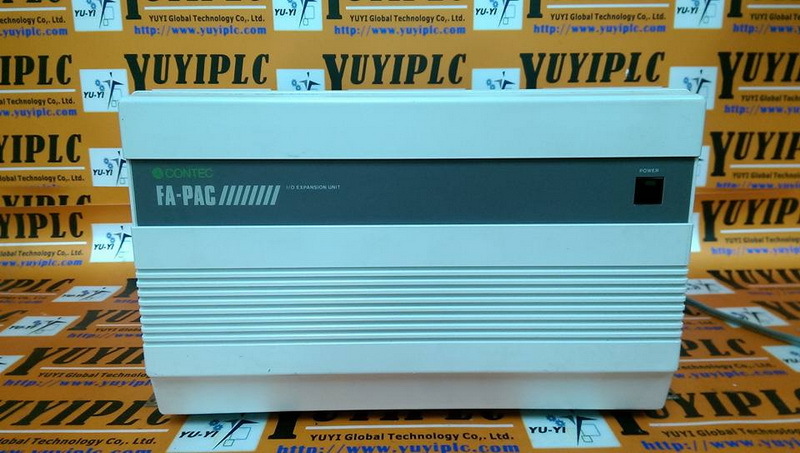 CONTEC
FA-PAC
I/O EXPANSION UNIT
POWER
YUYIPLC
YUYI Global Technology Co,. Ltd.
http://www.yuyiplc.com
YU-YI